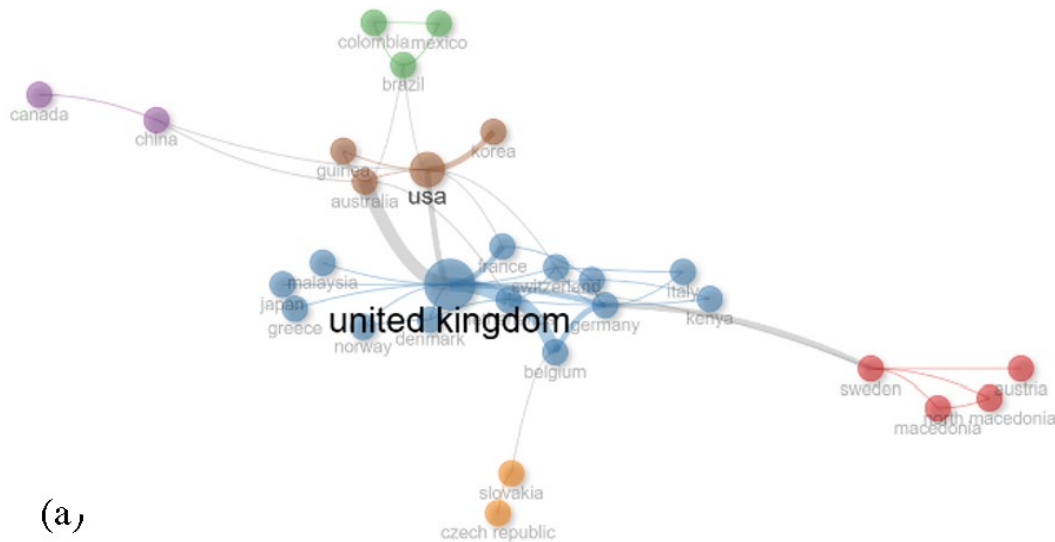 colombia
mexico
brazil
canada
china
korea
guinea
usa
australia
france
malaysia
switzerland
italy
japan
greece
united kingdom
germany
kenya
norway
denmark
belgium
sweden
austria
north macedonia
macedonia
slovakia
czech republic
(a)